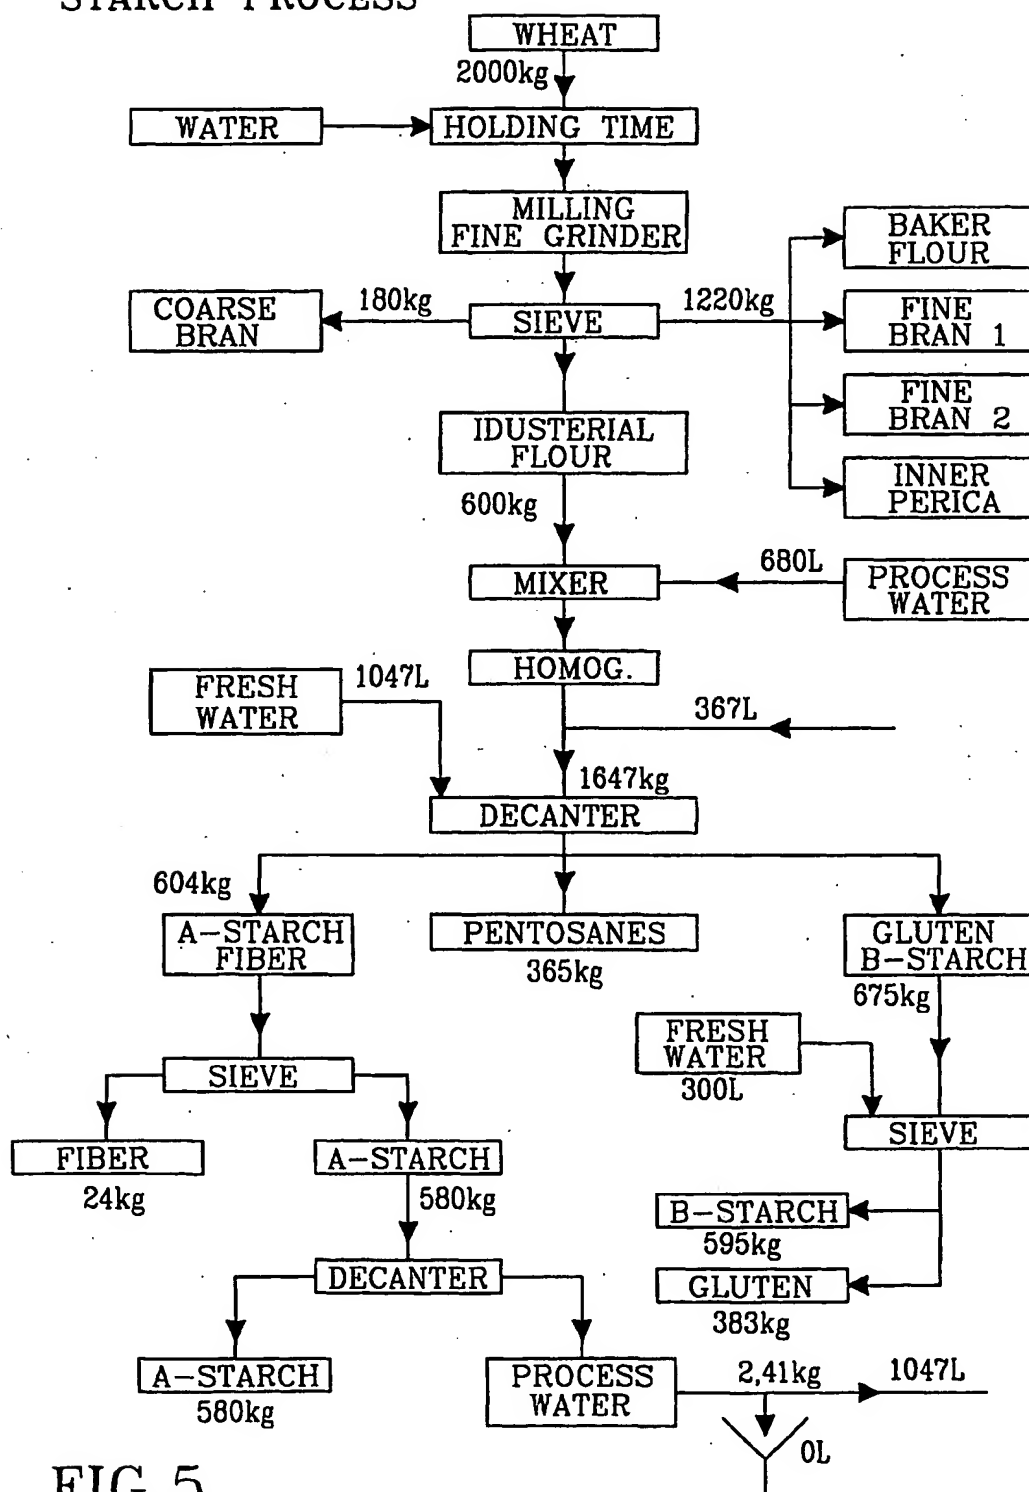 STARCH PROCESS
WHEAT
2000kg
WATER
HOLDING TIME
MILLING
FINE GRINDER
BAKER
FLOUR
COARSE
BRAN
180kg
SIEVE
1220kg
FINE
BRAN 1
FINE
BRAN 2
IDUSTERIAL
FLOUR
INNER
PERICA
600kg
MIXER
680L
PROCESS
WATER
HOMOG.
FRESH
WATER
1047L
367L
1647kg
DECANTER
604kg
A-STARCH
FIBER
PENTOSANES
365kg
GLUTEN
B-STARCH
675kg
FRESH
WATER
300L
SIEVE
SIEVE
FIBER
24kg
A-STARCH
580kg
B-STARCH
595kg
DECANTER
GLUTEN
383kg
A-STARCH
580kg
PROCESS
WATER
2,41kg
1047L
0L
FIG 5